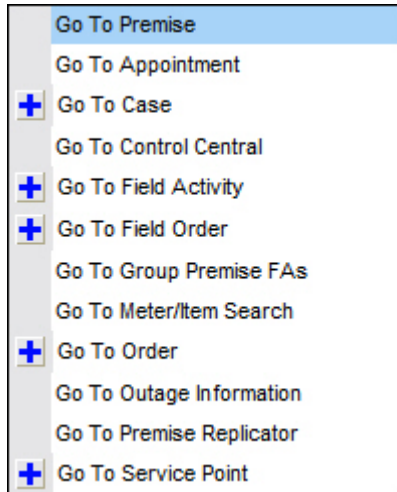 Go To Premise
Go To Appointment
Go To Case
Go To Control Central
Go To Field Activity
Go To Field Order
Go To Group Premise FAs
Go To Meter/Item Search
Go To Order
Go To Outage Information
Go To Premise Replicator
Go To Service Point